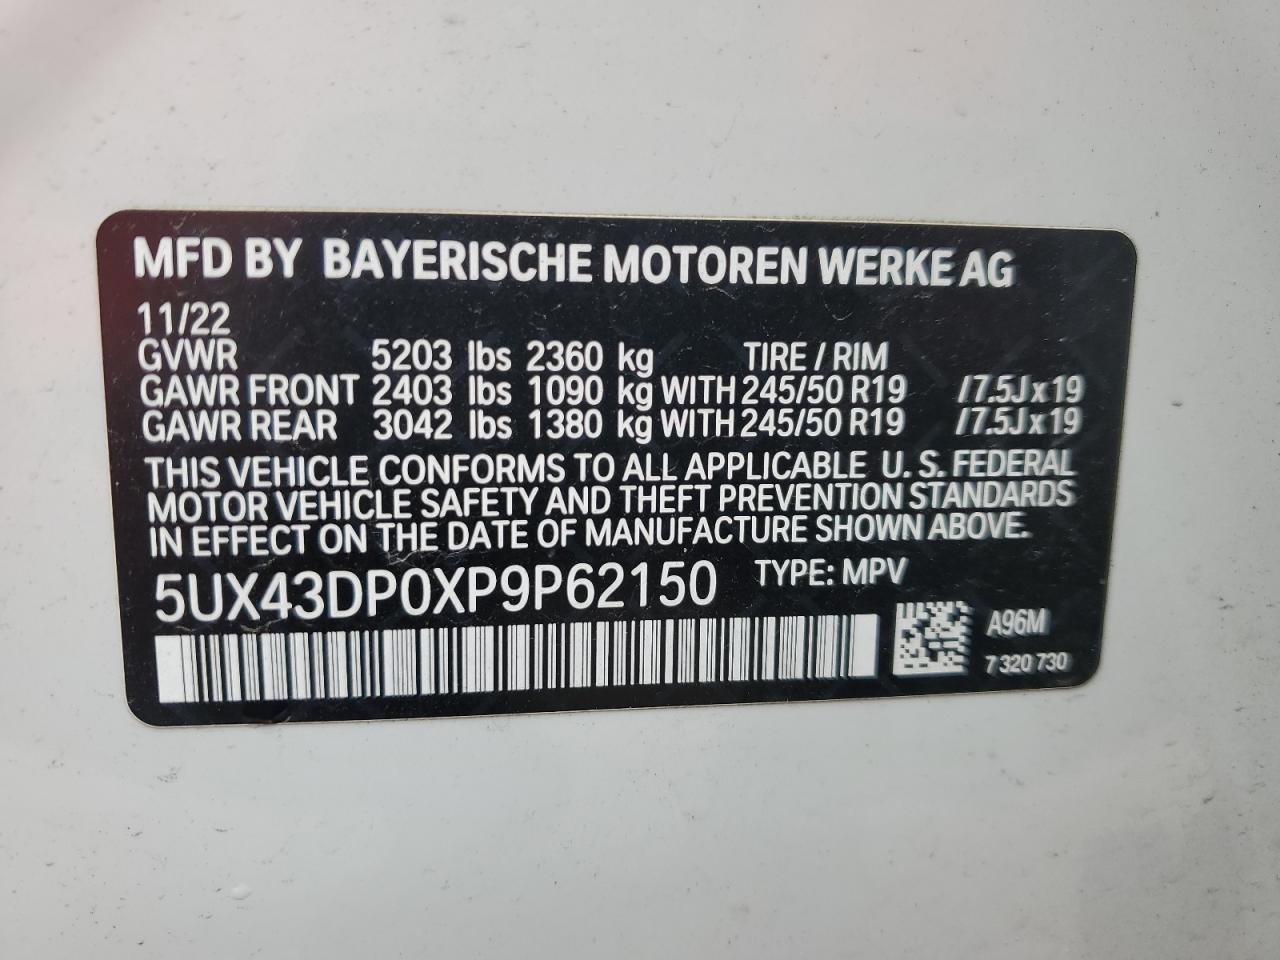 MFD BY BAYERISCHE MOTOREN WERKE AG
11/22
GVWR 5203 lbs 2360 kg TIRE / RIM
GAWR FRONT 2403 lbs 1090 kg WITH 245/50 R19 /7.5J x 19
GAWR REAR 3042 lbs 1380 kg WITH 245/50 R19 /7.5J x 19
THIS VEHICLE CONFORMS TO ALL APPLICABLE U. S. FEDERAL
MOTOR VEHICLE SAFETY AND THEFT PREVENTION STANDARDS
IN EFFECT ON THE DATE OF MANUFACTURE SHOWN ABOVE.
5UX43DP0XP9P62150 TYPE: MPV
A96M
7 320 730